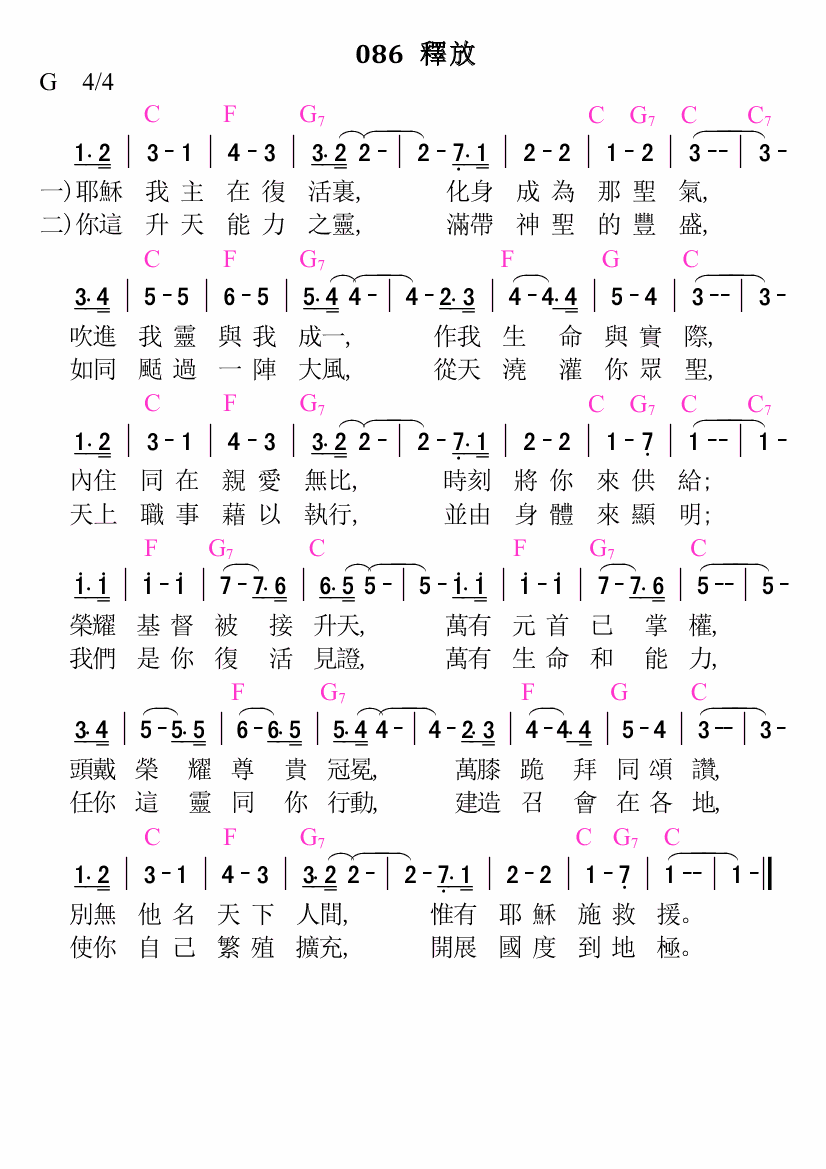 086 釋放
G 4/4
C F G7 C G7 C C7
1. 2 | 3 - 1 | 4 - 3 | 3. 2 2 - | 2 - 7. 1 | 2 - 2 | 1 - 2 | 3 - - | 3 -
一)耶穌 我 主 在 復 活裏, 化身 成 為 那 聖 氣,
二)你這 升 天 能 力 之靈, 滿帶 神 聖 的 豐 盛,
C F G7 F G C
3. 4 | 5 - 5 | 6 - 5 | 5. 4 4 - | 4 - 2. 3 | 4 - 4. 4 | 5 - 4 | 3 - - | 3 -
吹進 我 靈 與 我 成一, 作我 生 命 與 實 際,
如同 颳 過 一 陣 大風, 從天 澆 灌 你 眾 聖,
C F G7 C G7 C C7
1. 2 | 3 - 1 | 4 - 3 | 3. 2 2 - | 2 - 7. 1 | 2 - 2 | 1 - 7 | 1 - - | 1 -
內住 同 在 親 愛 無比, 時刻 將 你 來 供 給;
天上 職 事 藉 以 執行, 並由 身 體 來 顯 明;
F G7 C F G7 C
i. i | i - i | 7 - 7. 6 | 6. 5 5 - | 5 - i. i | i - i | 7 - 7. 6 | 5 - - | 5 -
榮耀 基 督 被 接 升天, 萬有 元 首 已 掌 權,
我們 是 你 復 活 見證, 萬有 生 命 和 能 力,
F G7 F G C
3. 4 | 5 - 5. 5 | 6 - 6. 5 | 5. 4 4 - | 4 - 2. 3 | 4 - 4. 4 | 5 - 4 | 3 - - | 3 -
頭戴 榮 耀 尊 貴 冠冕, 萬膝 跪 拜 同 頌 讚,
任你 這 靈 同 你 行動, 建造 召 會 在 各 地,
C F G7 C G7 C
1. 2 | 3 - 1 | 4 - 3 | 3. 2 2 - | 2 - 7. 1 | 2 - 2 | 1 - 7 | 1 - - | 1 - ‖
別無 他 名 天 下 人間, 惟有 耶 穌 施 救 援。
使你 自 己 繁 殖 擴充, 開展 國 度 到 地 極。